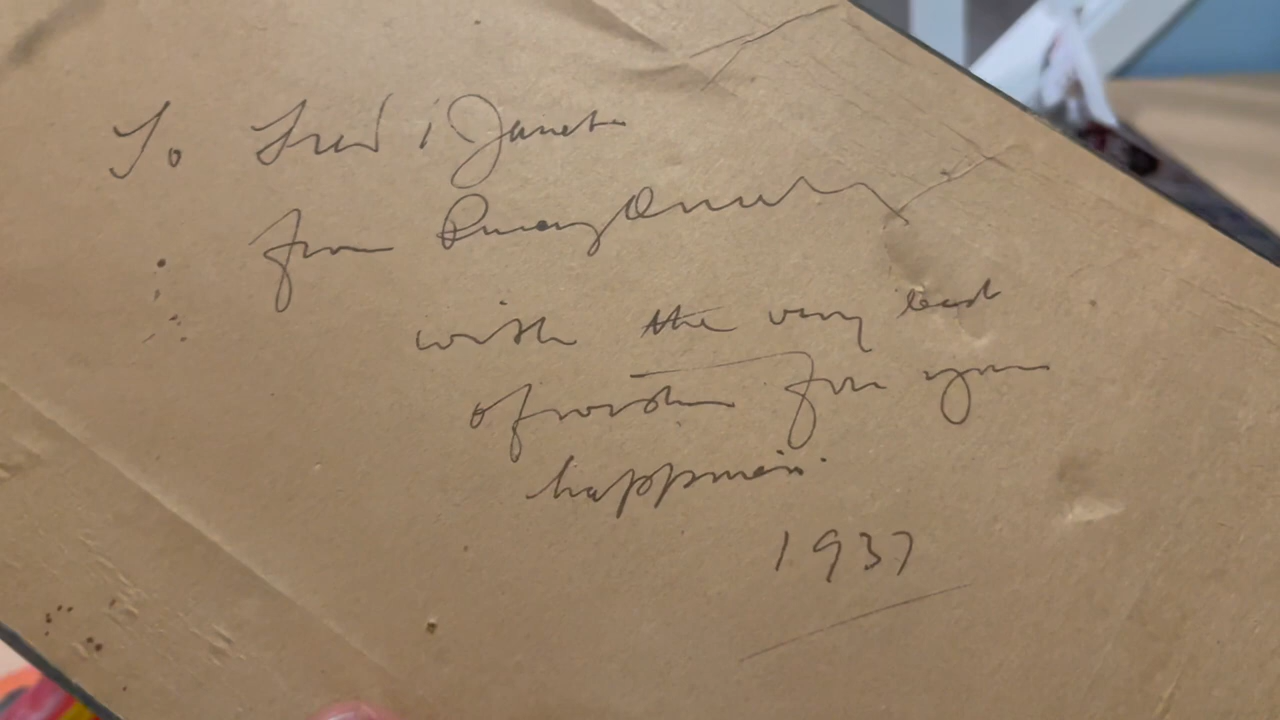 To Fred & Janet
from
with the very best
of wishes for your
happiness.
1937